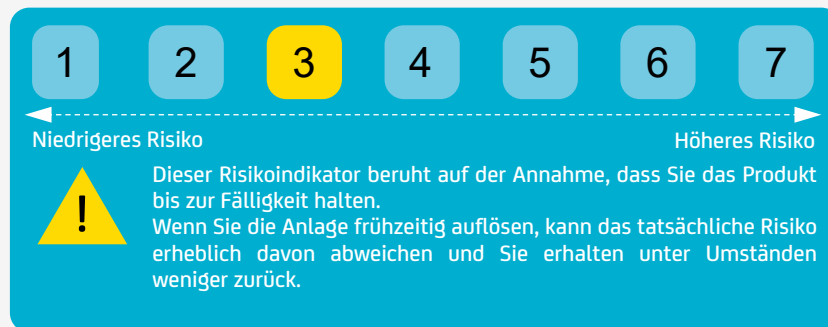 1 2 3 4 5 6 7
Niedrigeres Risiko Höheres Risiko
!
Dieser Risikoindikator beruht auf der Annahme, dass Sie das Produkt
bis zur Fälligkeit halten.
Wenn Sie die Anlage frühzeitig auflösen, kann das tatsächliche Risiko
erheblich davon abweichen und Sie erhalten unter Umständen
weniger zurück.